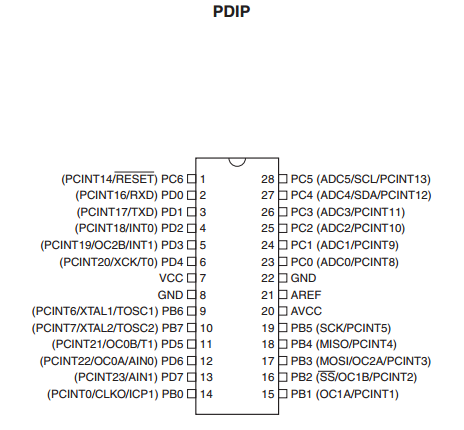 PDIP
(PCINT14/RESET) PC6 1 28 PC5 (ADC5/SCL/PCINT13)
(PCINT16/RXD) PD0 2 27 PC4 (ADC4/SDA/PCINT12)
(PCINT17/TXD) PD1 3 26 PC3 (ADC3/PCINT11)
(PCINT18/INT0) PD2 4 25 PC2 (ADC2/PCINT10)
(PCINT19/OC2B/INT1) PD3 5 24 PC1 (ADC1/PCINT9)
(PCINT20/XCK/T0) PD4 6 23 PC0 (ADC0/PCINT8)
VCC 7 22 GND
GND 8 21 AREF
(PCINT6/XTAL1/TOSC1) PB6 9 20 AVCC
(PCINT7/XTAL2/TOSC2) PB7 10 19 PB5 (SCK/PCINT5)
(PCINT21/OC0B/T1) PD5 11 18 PB4 (MISO/PCINT4)
(PCINT22/OC0A/AIN0) PD6 12 17 PB3 (MOSI/OC2A/PCINT3)
(PCINT23/AIN1) PD7 13 16 PB2 (SS/OC1B/PCINT2)
(PCINT0/CLKO/ICP1) PB0 14 15 PB1 (OC1A/PCINT1)